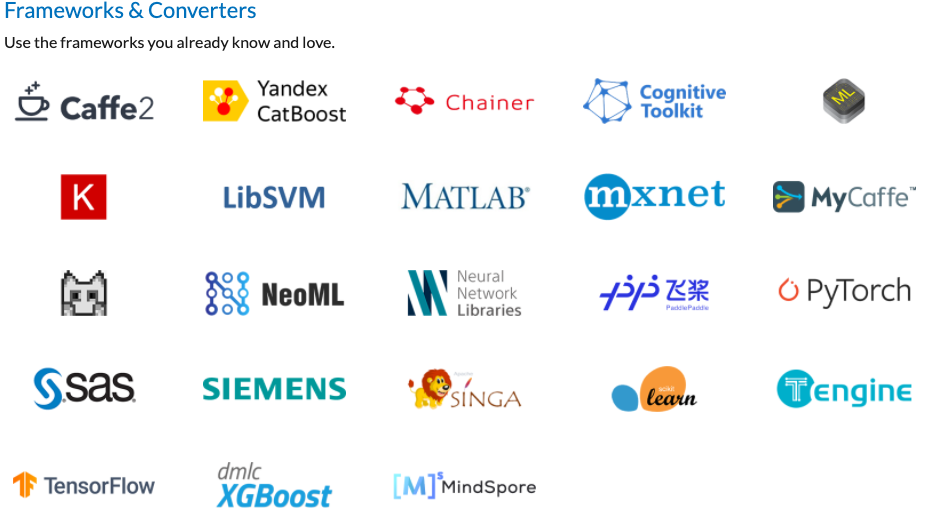 Frameworks & Converters
Use the frameworks you already know and love.
Caffe2
Yandex
CatBoost
Chainer
Cognitive
Toolkit
ML
K
LibSVM
MATLAB®
mxnet
MyCaffe™
NeoML
Neural
Network
Libraries
飞桨
PaddlePaddle
PyTorch
sas
SIEMENS
SINGA
scikit
learn
TENGINE
TensorFlow
dmlc
XGBoost
[M]s
MindSpore